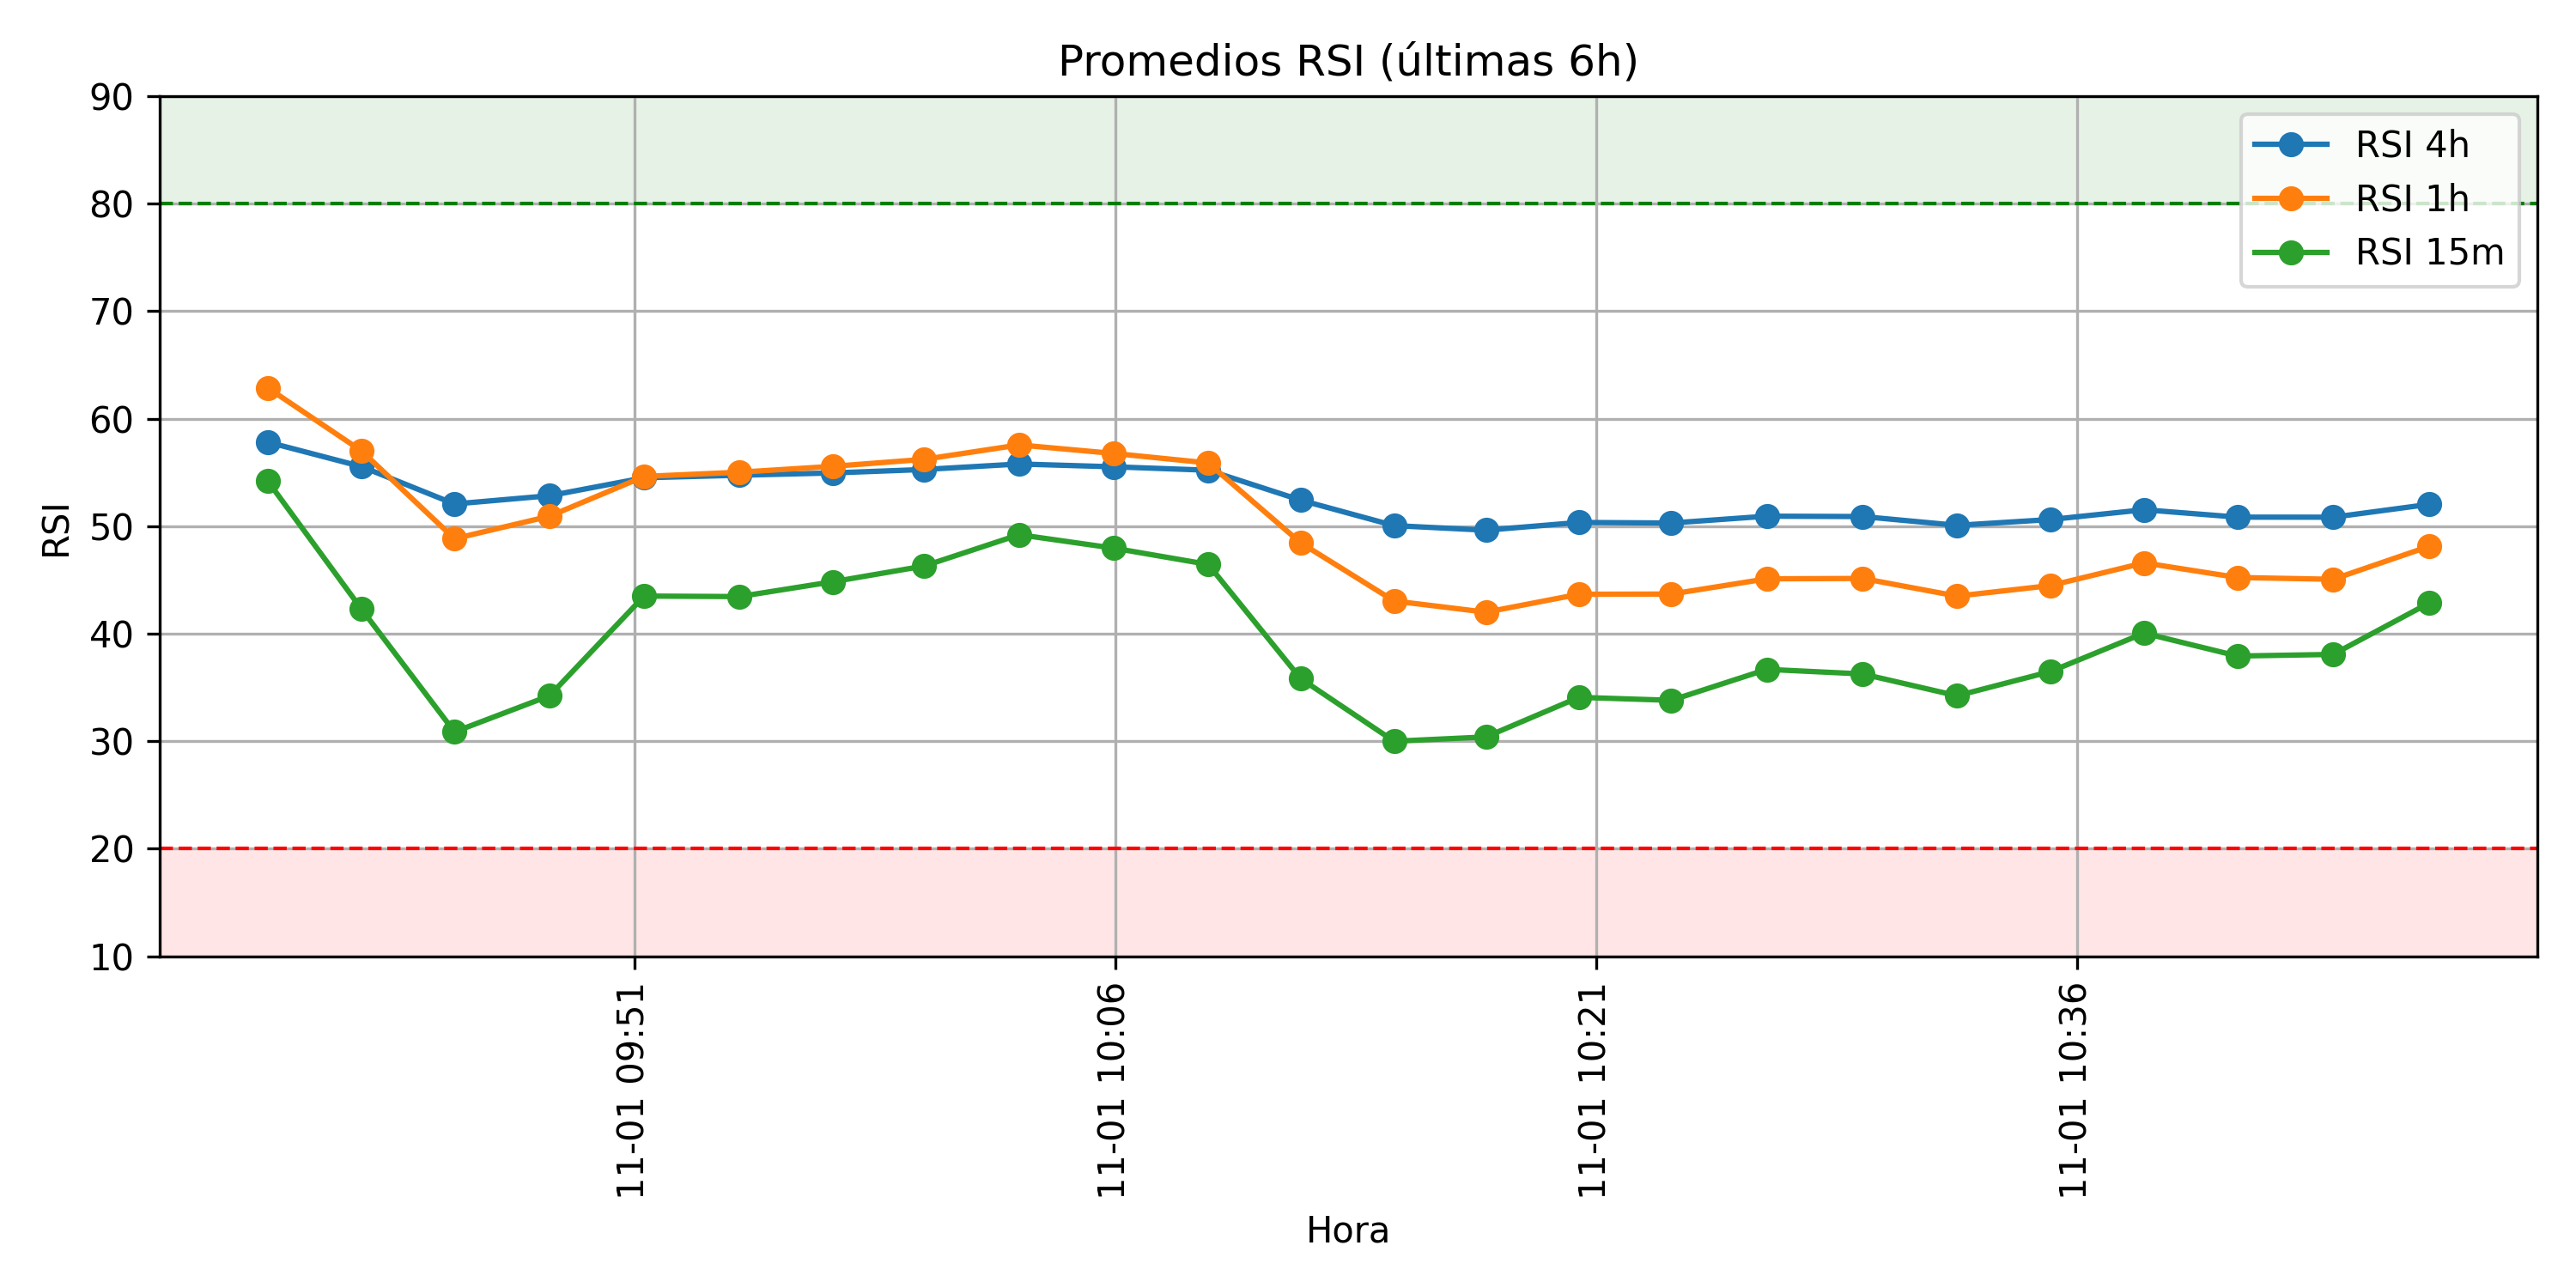 Promedios RSI (últimas 6h)
RSI 4h
RSI 1h
RSI 15m
90
80
70
60
50
40
30
20
10
RSI
11-01 09:51
11-01 10:06
11-01 10:21
11-01 10:36
Hora